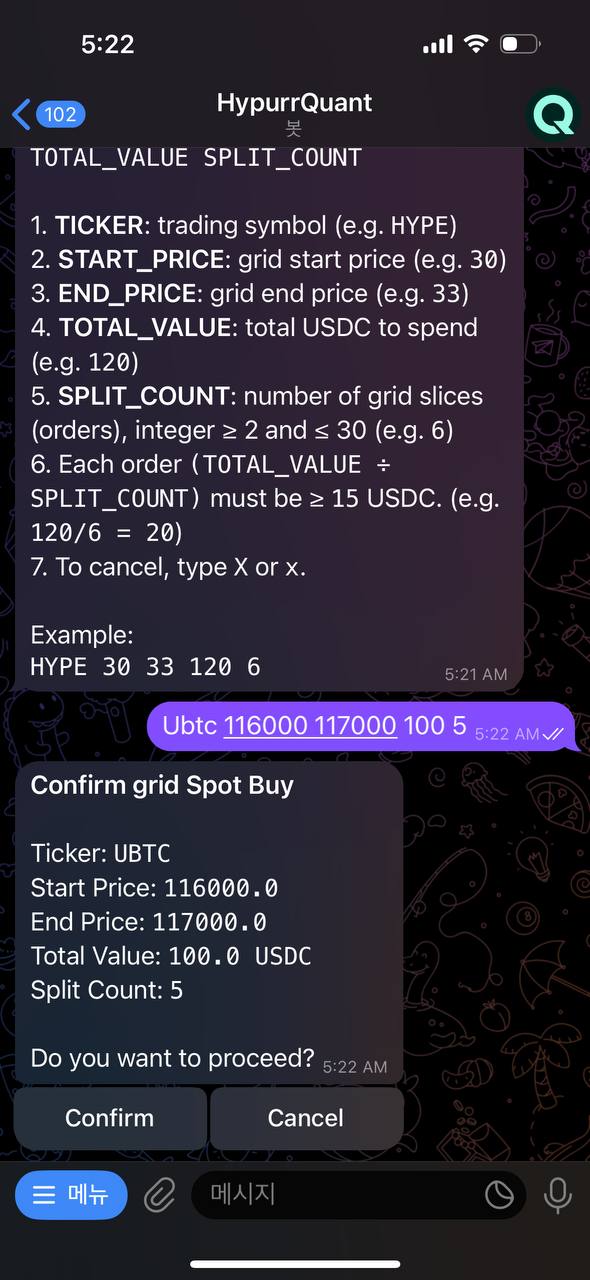 5:22
102
HypurrQuant
봇
TOTAL_VALUE SPLIT_COUNT
1. TICKER: trading symbol (e.g. HYPE)
2. START_PRICE: grid start price (e.g. 30)
3. END_PRICE: grid end price (e.g. 33)
4. TOTAL_VALUE: total USDC to spend
(e.g. 120)
5. SPLIT_COUNT: number of grid slices
(orders), integer ≥ 2 and ≤ 30 (e.g. 6)
6. Each order (TOTAL_VALUE ÷
SPLIT_COUNT) must be ≥ 15 USDC. (e.g.
120/6 = 20)
7. To cancel, type X or x.
Example:
HYPE 30 33 120 6
5:21 AM
Ubtc 116000 117000 100 5 5:22 AM
Confirm grid Spot Buy
Ticker: UBTC
Start Price: 116000.0
End Price: 117000.0
Total Value: 100.0 USDC
Split Count: 5
Do you want to proceed? 5:22 AM
Confirm Cancel
메뉴 메시지